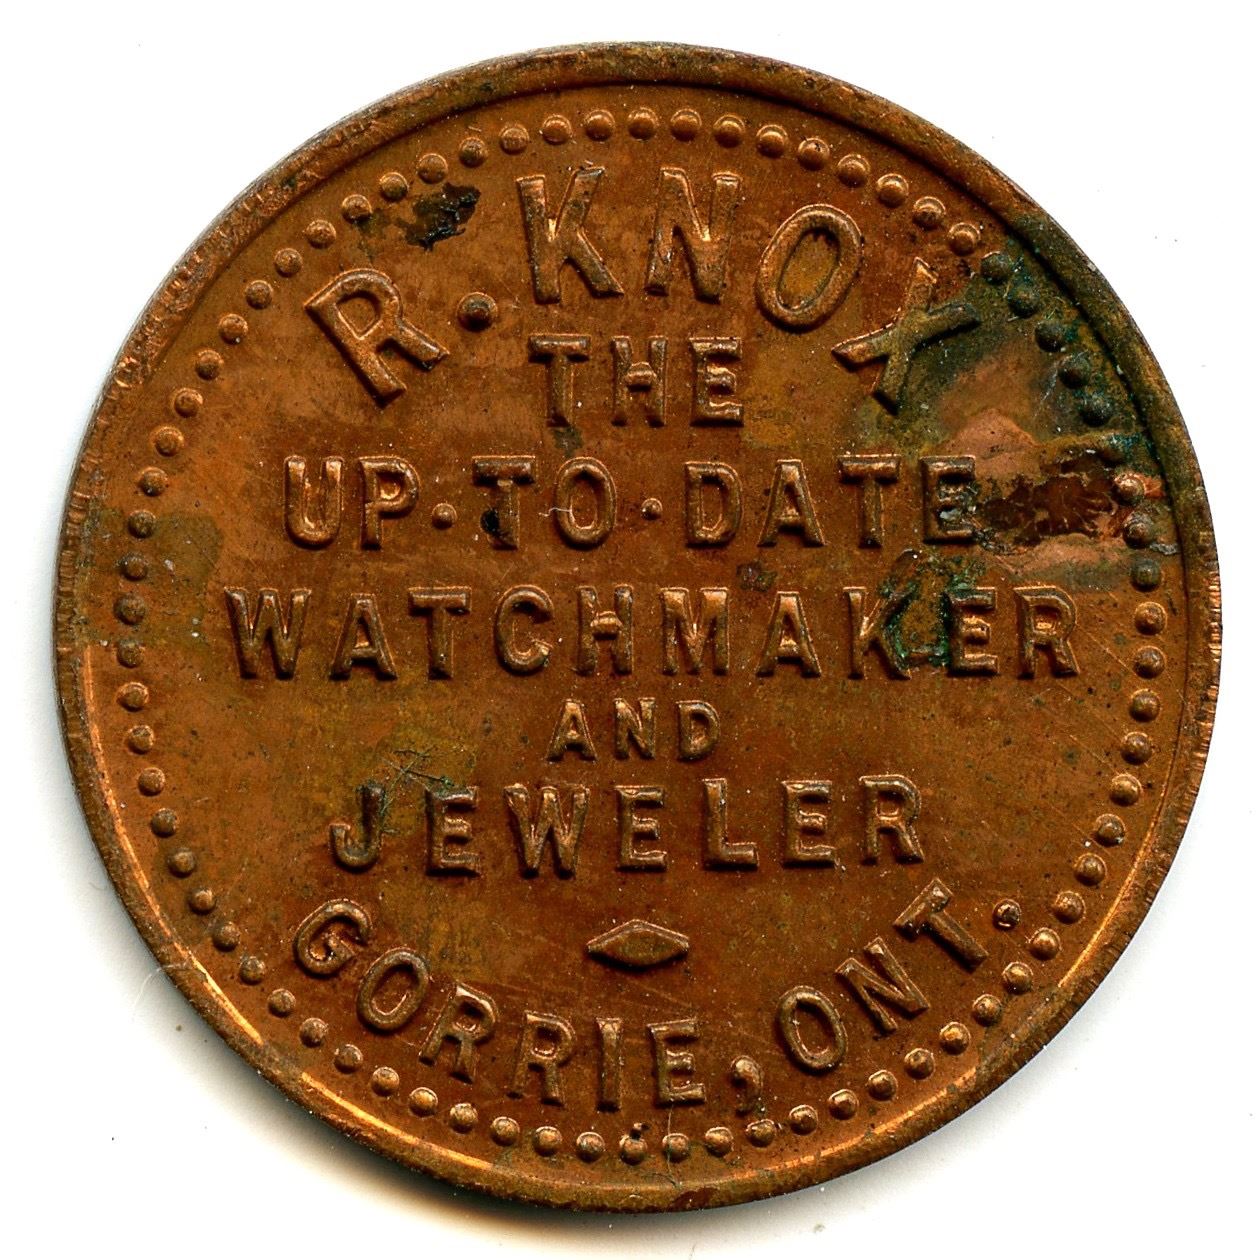 R. KNOX
THE
UP·TO·DATE
WATCHMAKER
AND
JEWELER
GORRIE, ONT.